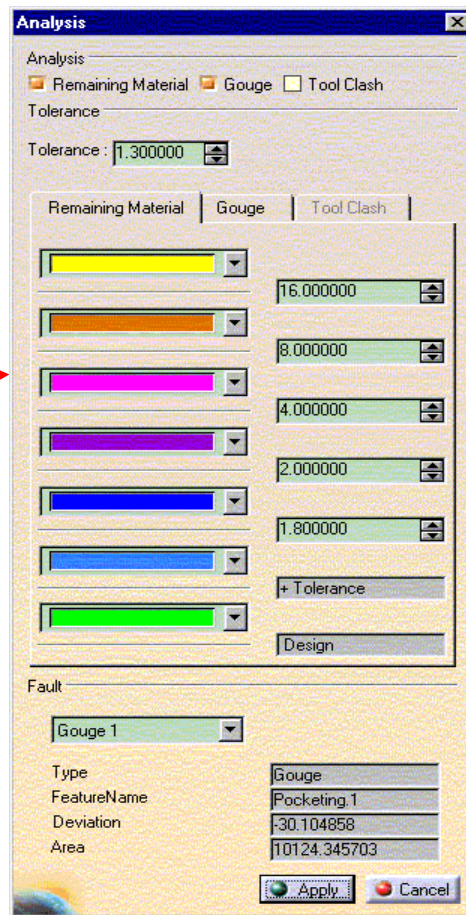 Analysis
Analysis
Remaining Material Gouge Tool Clash
Tolerance
Tolerance : 1.300000
Remaining Material Gouge Tool Clash
16.000000
8.000000
4.000000
2.000000
1.800000
+ Tolerance
Design
Fault
Gouge 1
Type Gouge
FeatureName Pocketing.1
Deviation -30.104858
Area 10124.345703
Apply Cancel